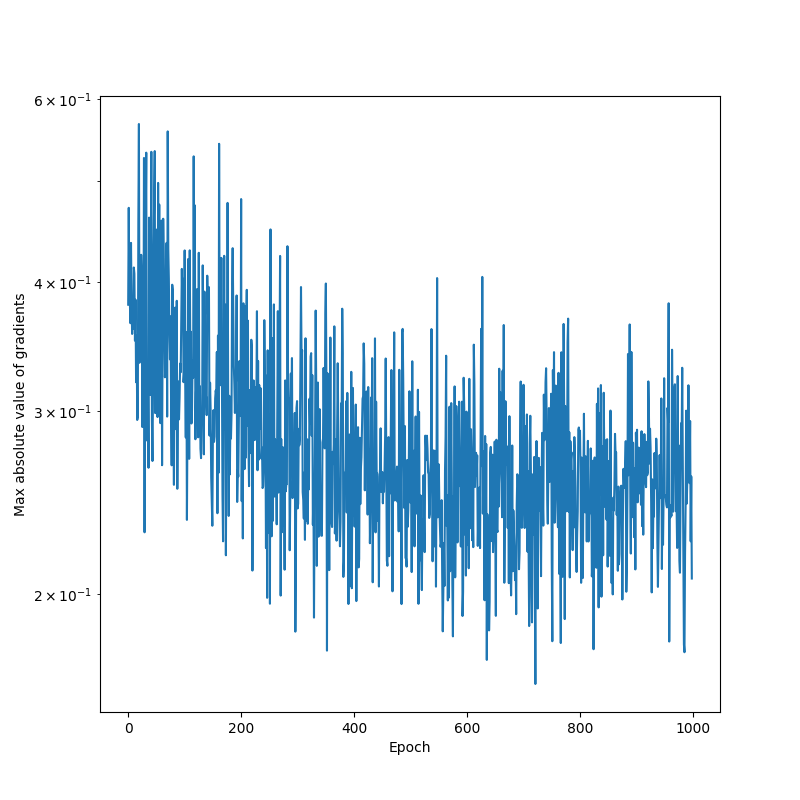 Max absolute value of gradients
6 × 10⁻¹
4 × 10⁻¹
3 × 10⁻¹
2 × 10⁻¹
0 200 400 600 800 1000
Epoch